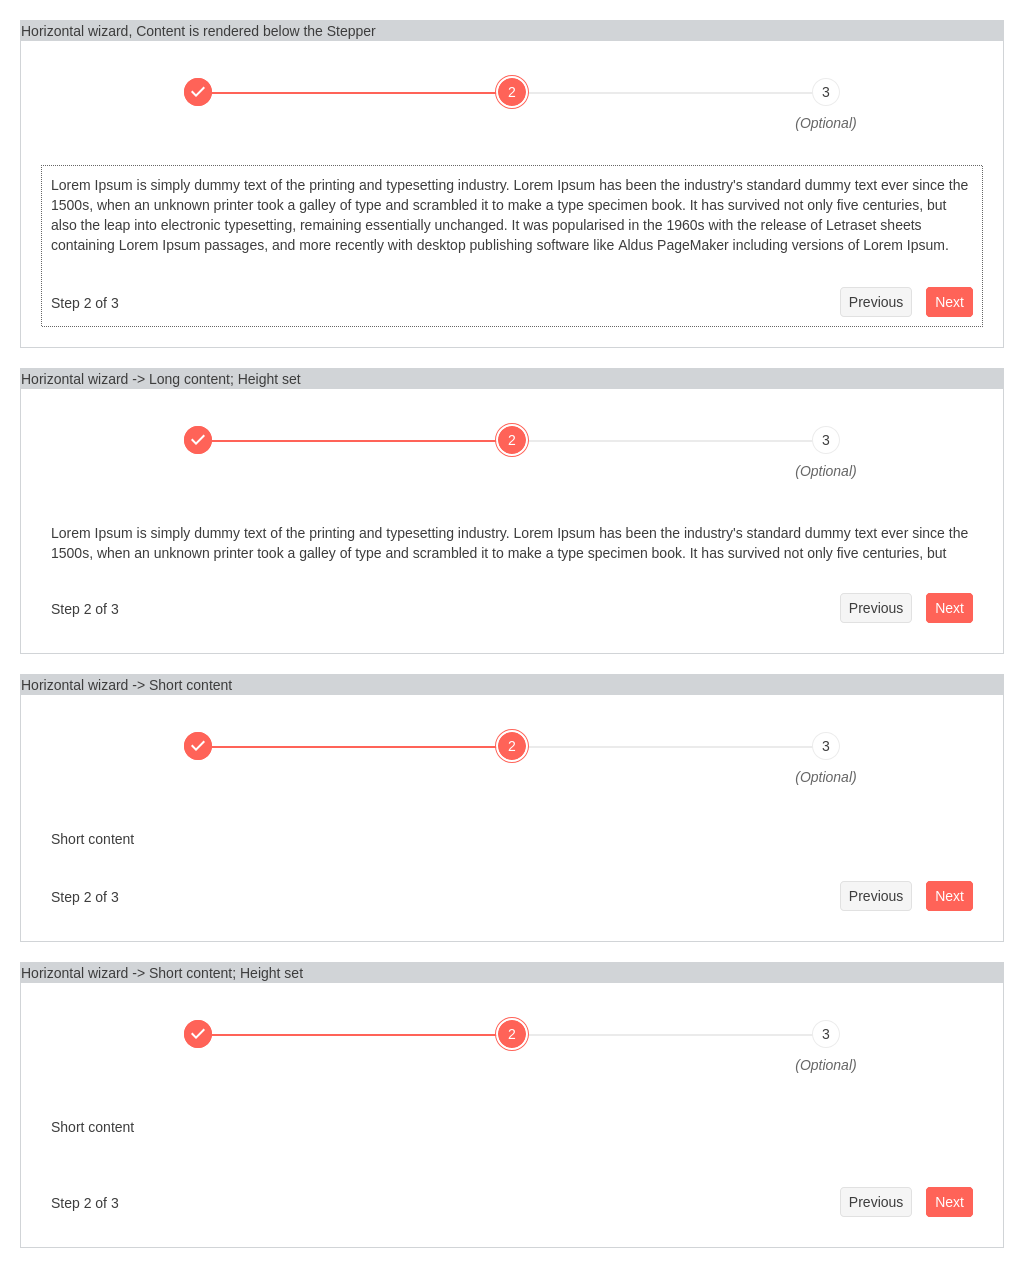 Horizontal wizard, Content is rendered below the Stepper
2
3
(Optional)
Lorem Ipsum is simply dummy text of the printing and typesetting industry. Lorem Ipsum has been the industry's standard dummy text ever since the
1500s, when an unknown printer took a galley of type and scrambled it to make a type specimen book. It has survived not only five centuries, but
also the leap into electronic typesetting, remaining essentially unchanged. It was popularised in the 1960s with the release of Letraset sheets
containing Lorem Ipsum passages, and more recently with desktop publishing software like Aldus PageMaker including versions of Lorem Ipsum.
Step 2 of 3
Previous
Next
Horizontal wizard -> Long content; Height set
2
3
(Optional)
Lorem Ipsum is simply dummy text of the printing and typesetting industry. Lorem Ipsum has been the industry's standard dummy text ever since the
1500s, when an unknown printer took a galley of type and scrambled it to make a type specimen book. It has survived not only five centuries, but
Step 2 of 3
Previous
Next
Horizontal wizard -> Short content
2
3
(Optional)
Short content
Step 2 of 3
Previous
Next
Horizontal wizard -> Short content; Height set
2
3
(Optional)
Short content
Step 2 of 3
Previous
Next